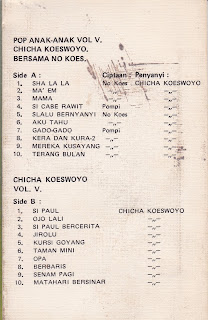 POP ANAK-ANAK VOL V.
CHICHA KOESWOYO.
BERSAMA NO KOES.
Side A : Ciptaan : Penyanyi :
1. SHA LA LA No Koes CHICHA KOESWOYO
2. MA' EM -"- -"-
3. MAMA -"- -"-
4. SI CABE RAWIT Pompi -"-
5. SLALU BERNYANYI No Koes -"-
6. AKU TAHU -"- -"-
7. GADO-GADO Pompi -"-
8. KERA DAN KURA-2 -"- -"-
9. MEREKA KUSAYANG -"- -"-
10. TERANG BULAN -"- -"-
CHICHA KOESWOYO
VOL. V.
Side B :
1. SI PAUL CHICHA KOESWOYO
2. OJO LALI -"-
3. SI PAUL BERCERITA -"-
4. JIROLU -"-
5. KURSI GOYANG -"-
6. TAMAN MINI -"-
7. OPA -"-
8. BERBARIS -"-
9. SENAM PAGI -"-
10. MATAHARI BERSINAR -"-